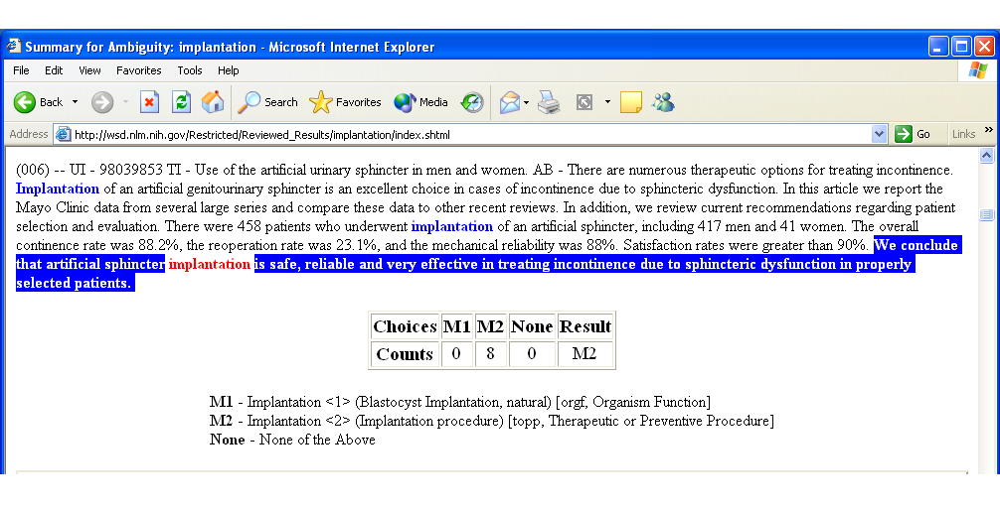 Summary for Ambiguity: implantation - Microsoft Internet Explorer
File Edit View Favorites Tools Help
Back Search Favorites Media
Address http://wsd.nlm.nih.gov/Restricted/Reviewed_Results/implantation/index.shtml Go Links »
(006) -- UI - 98039853 TI - Use of the artificial urinary sphincter in men and women. AB - There are numerous therapeutic options for treating incontinence.
Implantation of an artificial genitourinary sphincter is an excellent choice in cases of incontinence due to sphincteric dysfunction. In this article we report the
Mayo Clinic data from several large series and compare these data to other recent reviews. In addition, we review current recommendations regarding patient
selection and evaluation. There were 458 patients who underwent implantation of an artificial sphincter, including 417 men and 41 women. The overall
continence rate was 88.2%, the reoperation rate was 23.1%, and the mechanical reliability was 88%. Satisfaction rates were greater than 90%. We conclude
that artificial sphincter implantation is safe, reliable and very effective in treating incontinence due to sphincteric dysfunction in properly
selected patients.
Choices M1 M2 None Result
Counts 0 8 0 M2
M1 - Implantation <1> (Blastocyst Implantation, natural) [orgf, Organism Function]
M2 - Implantation <2> (Implantation procedure) [topp, Therapeutic or Preventive Procedure]
None - None of the Above